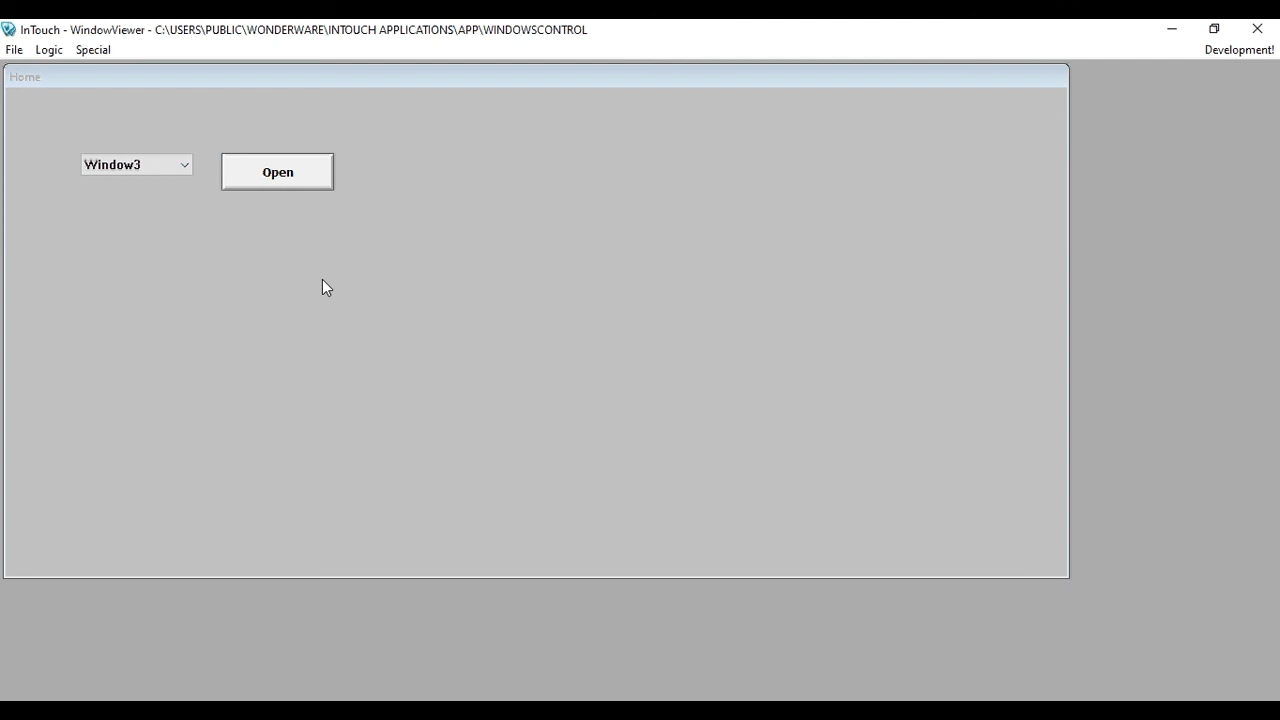 InTouch - WindowViewer - C:\USERS\PUBLIC\WONDERWARE\INTOUCH APPLICATIONS\APP\WINDOWSCONTROL
File Logic Special Development!
Home
Window3 Open